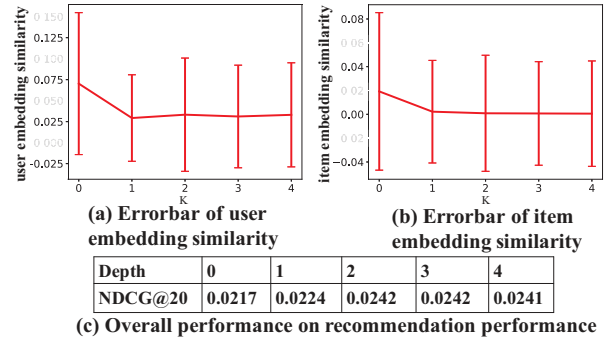 user embedding similarity
0.150
0.125
0.100
0.075
0.050
0.025
0.000
-0.025
0 1 2 3 4
K
(a) Errorbar of user
embedding similarity
item embedding similarity
0.08
0.06
0.04
0.02
0.00
-0.02
-0.04
0 1 2 3 4
K
(b) Errorbar of item
embedding similarity
Depth 0 1 2 3 4
NDCG@20 0.0217 0.0224 0.0242 0.0242 0.0241
(c) Overall performance on recommendation performance